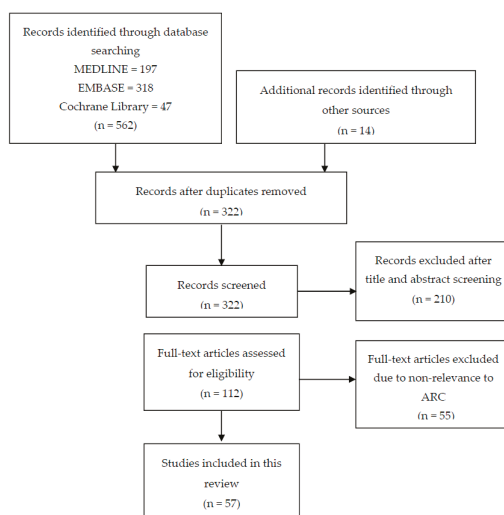 Records identified through database
searching
MEDLINE = 197
EMBASE = 318
Cochrane Library = 47
(n = 562)
Additional records identified through
other sources
(n = 14)
Records after duplicates removed
(n = 322)
Records screened
(n = 322)
Records excluded after
title and abstract screening
(n = 210)
Full-text articles assessed
for eligibility
(n = 112)
Full-text articles excluded
due to non-relevance to
ARC
(n = 55)
Studies included in this
review
(n = 57)